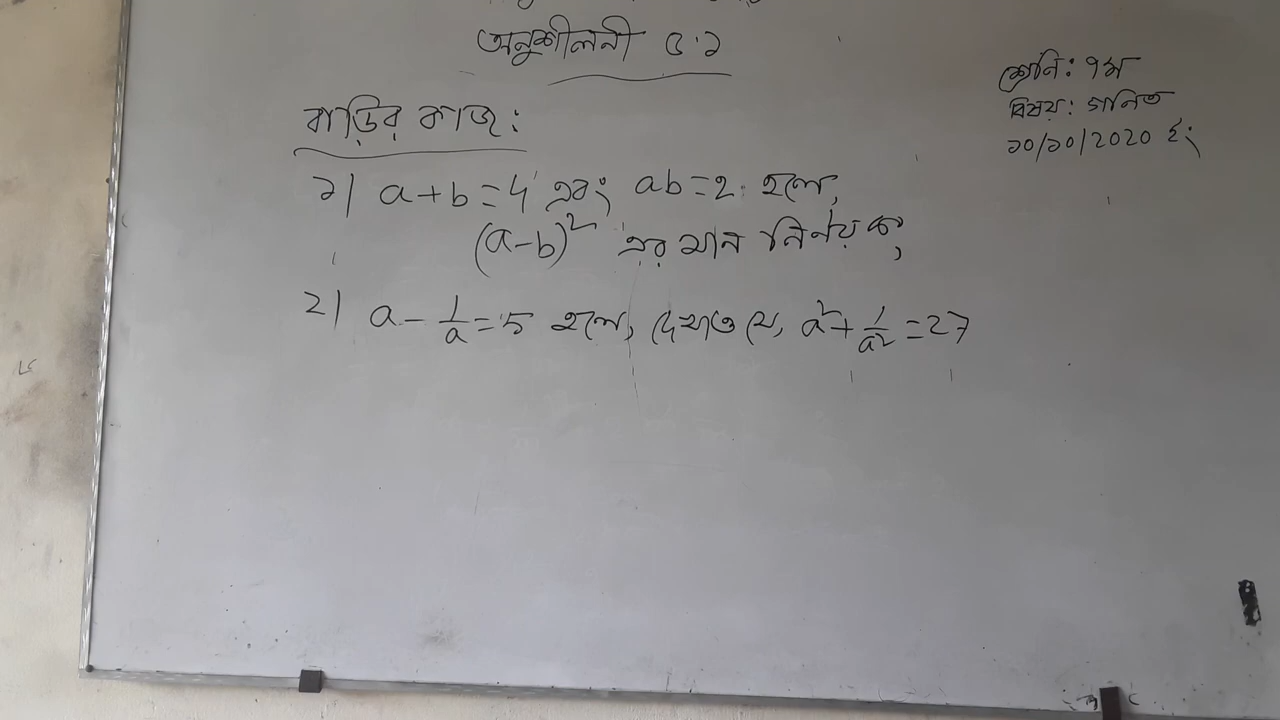 অনুশীলনী ৫.১
শ্রেনি: ৭ম
বিষয়: গনিত
১০/১০/2020 ইং
বাড়ির কাজ:
১| a+b=4 এবং ab=2. হলে,
(a-b)² এর মান নির্ণয় কর,
২| a - 1/a = 5 হলে, দেখাও যে, a² + 1/a² = 27